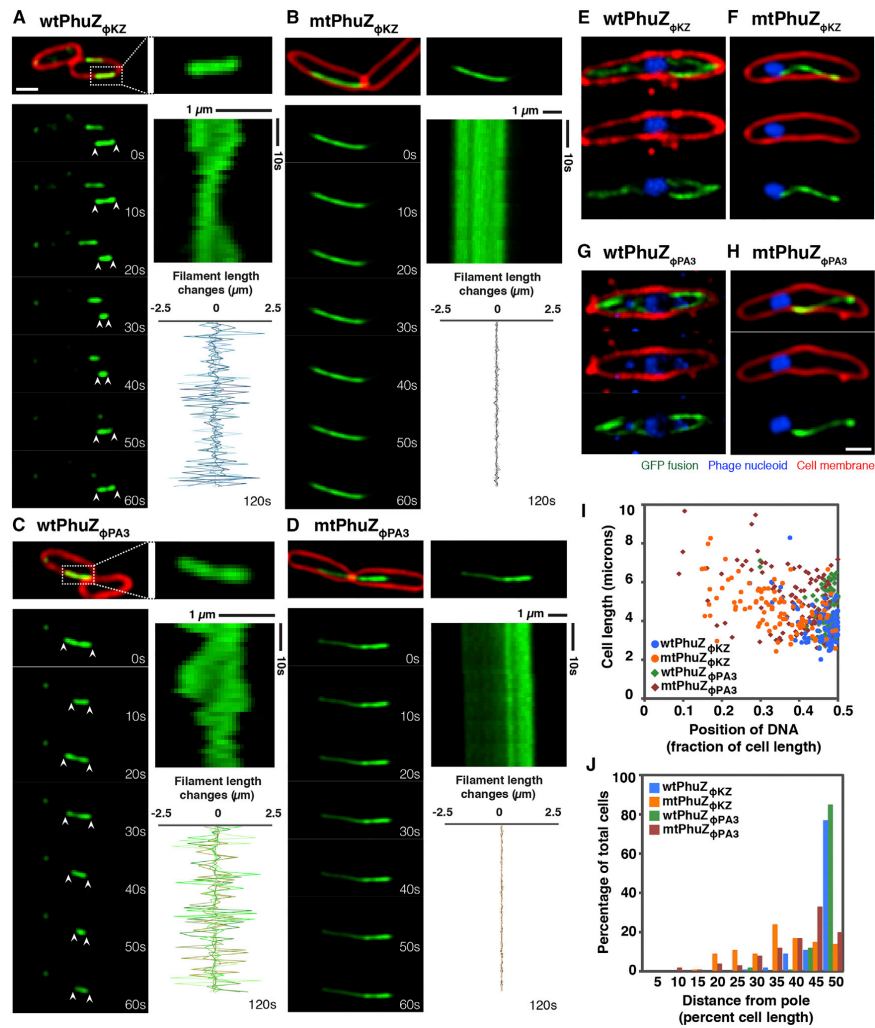 A wtPhuZϕKZ
1 µm
10s
0s
10s
20s
30s
40s
50s
60s
Filament length
changes (µm)
-2.5 0 2.5
120s
B mtPhuZϕKZ
1 µm
10s
0s
10s
20s
30s
40s
50s
60s
Filament length
changes (µm)
-2.5 0 2.5
120s
C wtPhuZϕPA3
1 µm
10s
0s
10s
20s
30s
40s
50s
60s
Filament length
changes (µm)
-2.5 0 2.5
120s
D mtPhuZϕPA3
1 µm
10s
0s
10s
20s
30s
40s
50s
60s
Filament length
changes (µm)
-2.5 0 2.5
120s
E wtPhuZϕKZ
F mtPhuZϕKZ
G wtPhuZϕPA3
H mtPhuZϕPA3
GFP fusion Phage nucleoid Cell membrane
I
Cell length (microns)
10
8
6
4
2
0
wtPhuZϕKZ
mtPhuZϕKZ
wtPhuZϕPA3
mtPhuZϕPA3
0 0.1 0.2 0.3 0.4 0.5
Position of DNA
(fraction of cell length)
J
Percentage of total cells
100
80
60
40
20
0
wtPhuZϕKZ
mtPhuZϕKZ
wtPhuZϕPA3
mtPhuZϕPA3
5 10 15 20 25 30 35 40 45 50
Distance from pole
(percent cell length)